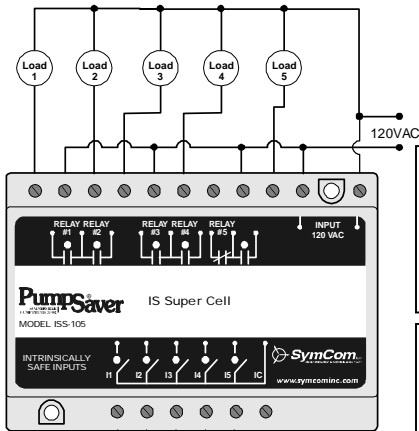 Load 1
Load 2
Load 3
Load 4
Load 5
120VAC
RELAY #1
RELAY #2
RELAY #3
RELAY #4
RELAY #5
INPUT
120 VAC
PumpSaver
IS Super Cell
MODEL ISS-105
INTRINSICALLY
SAFE INPUTS
I1 I2 I3 I4 I5 IC
SymCom
www.symcominc.com